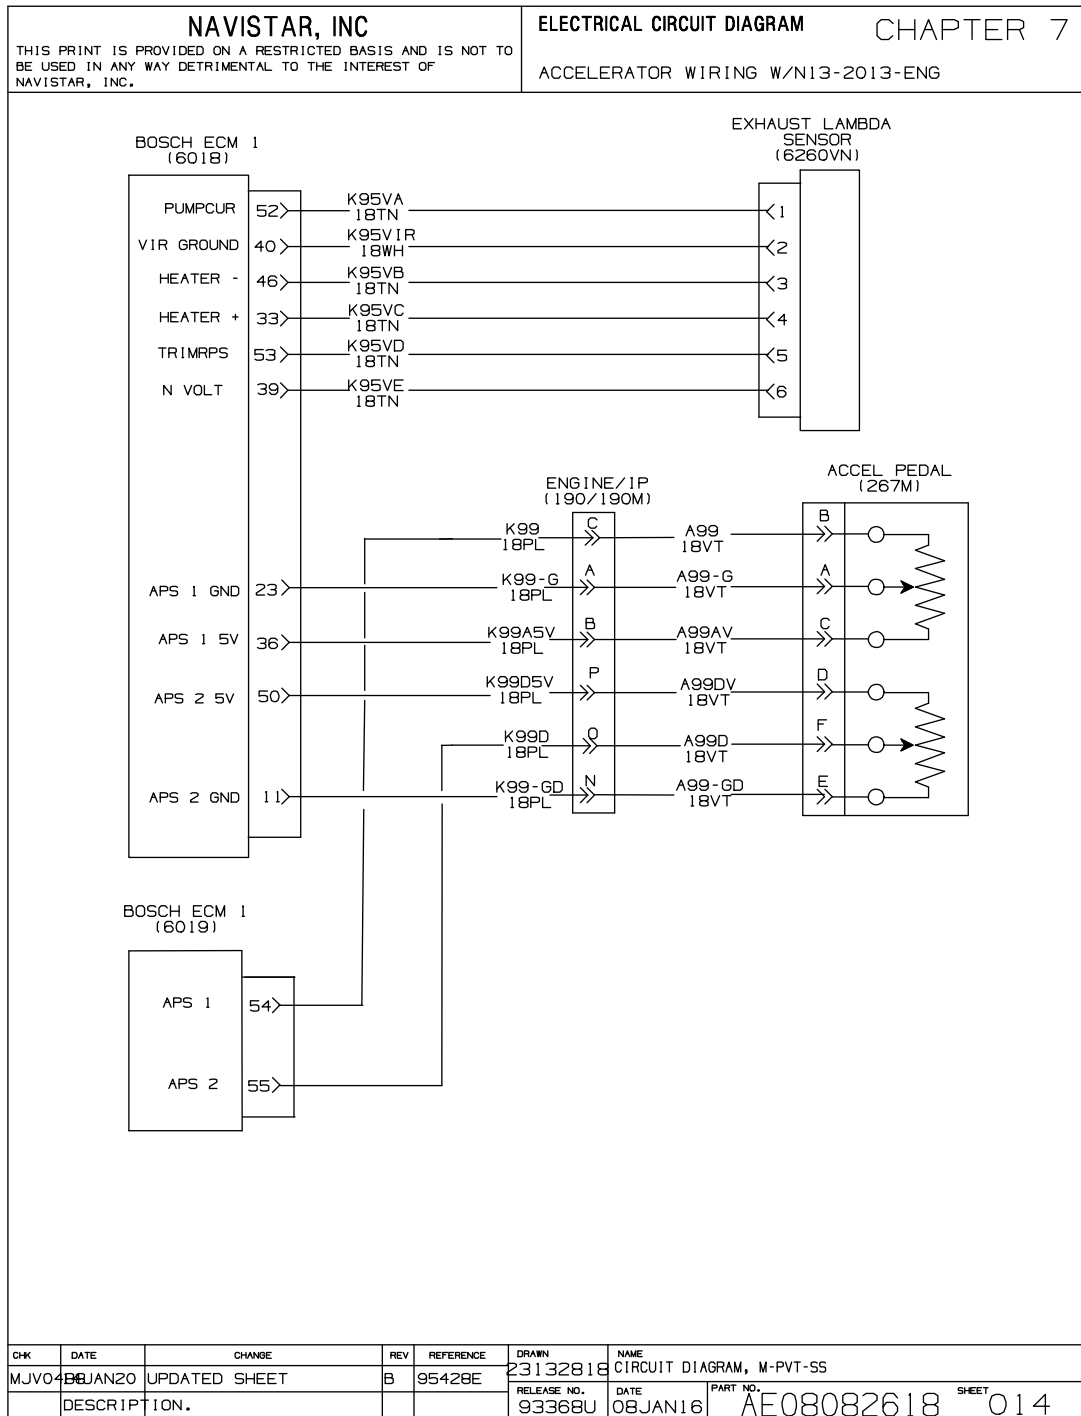 NAVISTAR, INC
THIS PRINT IS PROVIDED ON A RESTRICTED BASIS AND IS NOT TO
BE USED IN ANY WAY DETRIMENTAL TO THE INTEREST OF
NAVISTAR, INC.
ELECTRICAL CIRCUIT DIAGRAM
CHAPTER 7
ACCELERATOR WIRING W/N13-2013-ENG
BOSCH ECM 1
(6018)
EXHAUST LAMBDA
SENSOR
(6260VN)
PUMPCUR 52 K95VA 1
18TN
VIR GROUND 40 K95VIR 2
18WH
HEATER - 46 K95VB 3
18TN
HEATER + 33 K95VC 4
18TN
TRIMRPS 53 K95VD 5
18TN
N VOLT 39 K95VE 6
18TN
ENGINE/IP
(190/190M)
ACCEL PEDAL
(267M)
K99 C A99 B
18PL 18VT
APS 1 GND 23 K99-G A A99-G A
18PL 18VT
APS 1 5V 36 K99A5V B A99AV C
18PL 18VT
APS 2 5V 50 K99D5V P A99DV D
18PL 18VT
K99D O A99D F
18PL 18VT
APS 2 GND 11 K99-GD N A99-GD E
18PL 18VT
BOSCH ECM 1
(6019)
APS 1 54
APS 2 55
CHK DATE CHANGE REV REFERENCE
UPDATED SHEET B 95428E
DESCRIPTION.
DRAWN
23132818
NAME
CIRCUIT DIAGRAM, M-PVT-SS
RELEASE NO.
93368U
DATE
08JAN16
PART NO.
AE08082618
SHEET
014